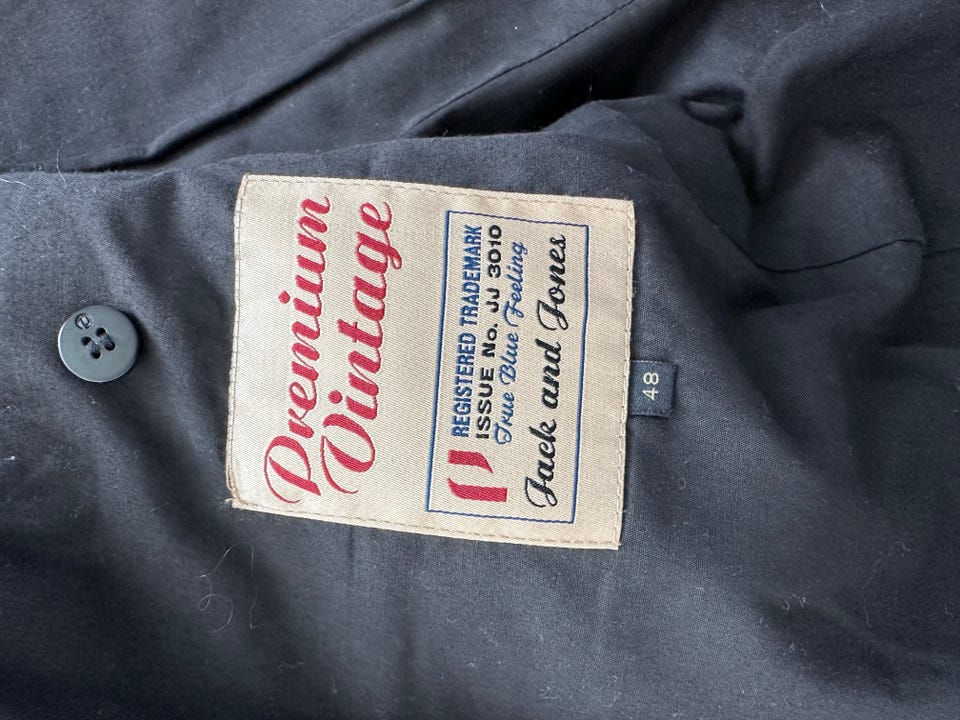 Premium
Vintage
REGISTERED TRADEMARK
ISSUE No. JJ 3010
True Blue Feeling
Jack and Jones
48